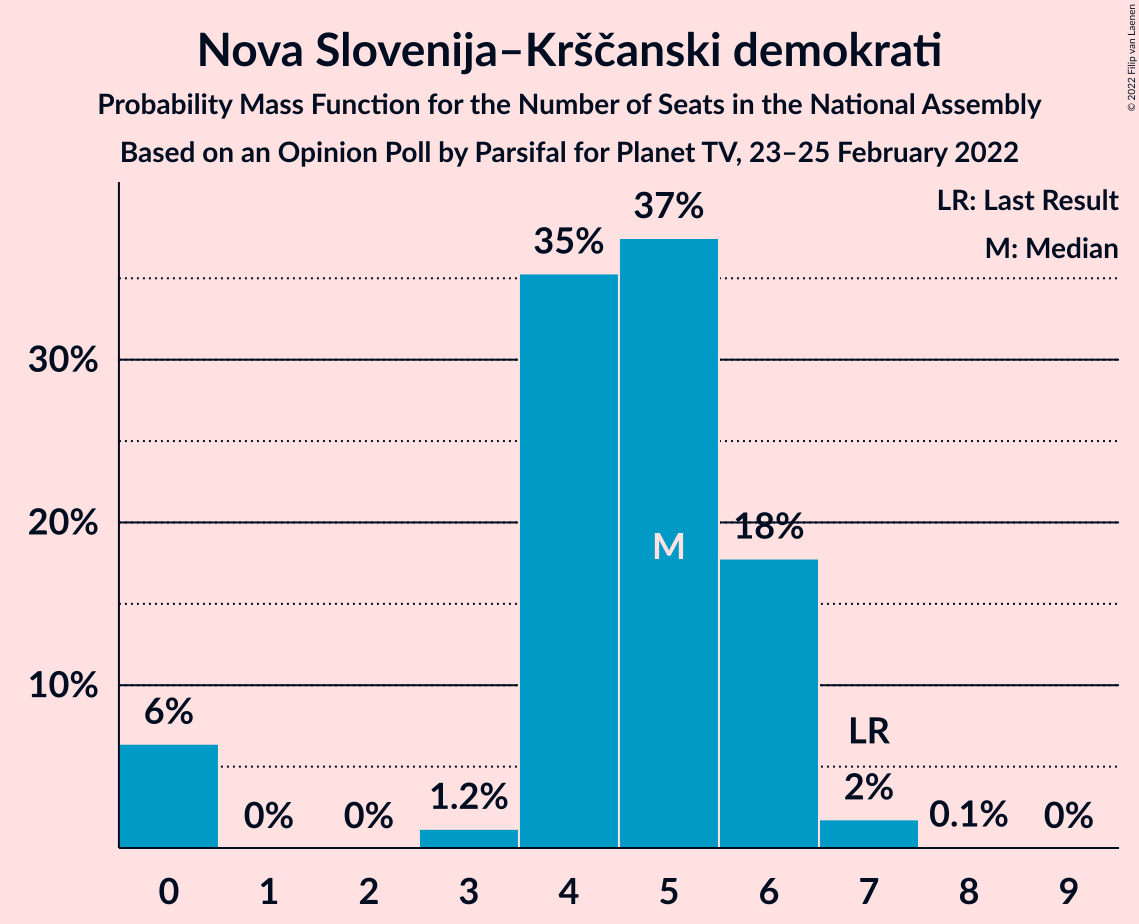 Nova Slovenija–Krščanski demokrati
Probability Mass Function for the Number of Seats in the National Assembly
Based on an Opinion Poll by Parsifal for Planet TV, 23–25 February 2022
© 2022 Filip van Laenen
LR: Last Result
M: Median
37%
35%
30%
20%
18%
M
10%
6%
LR
2%
1.2%
0%
0%
0.1%
0%
0 1 2 3 4 5 6 7 8 9